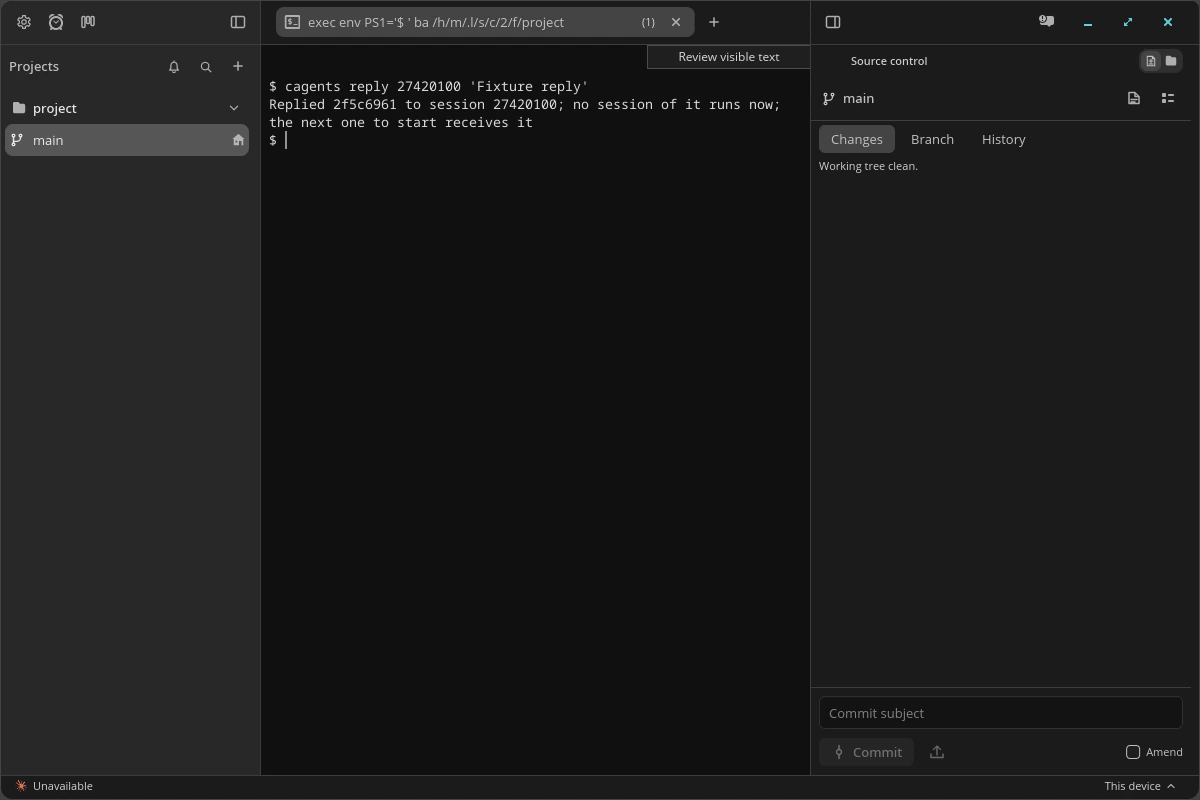 exec env PS1='$ ' ba /h/m/.l/s/c/2/f/project (1)
Projects
project
main
Review visible text
$ cagents reply 27420100 'Fixture reply'
Replied 2f5c6961 to session 27420100; no session of it runs now;
the next one to start receives it
$
Source control
main
Changes Branch History
Working tree clean.
Commit subject
Commit
Amend
Unavailable
This device